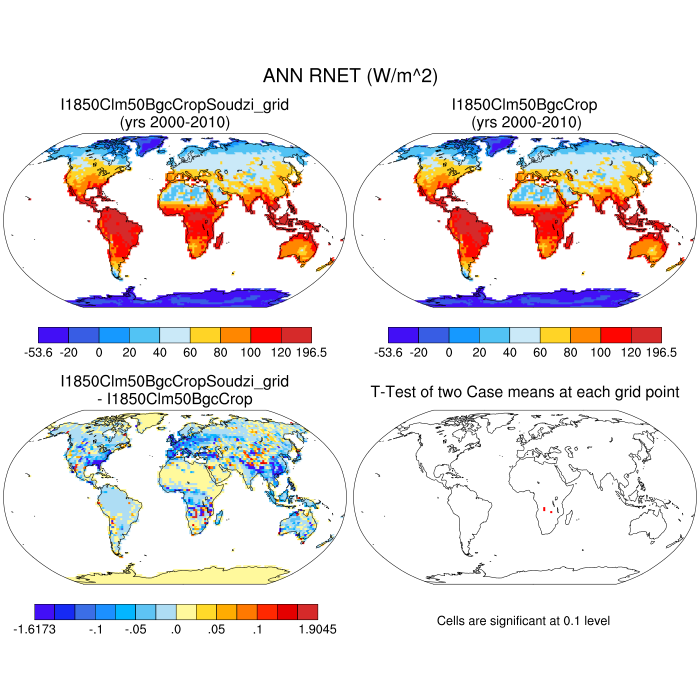 ANN RNET (W/m^2)
I1850Clm50BgcCropSoudzi_grid
(yrs 2000-2010)
I1850Clm50BgcCrop
(yrs 2000-2010)
-53.6 -20 0 20 40 60 80 100 120 196.5
-53.6 -20 0 20 40 60 80 100 120 196.5
I1850Clm50BgcCropSoudzi_grid
- I1850Clm50BgcCrop
T-Test of two Case means at each grid point
-1.6173 -.1 -.05 .0 .05 .1 1.9045
Cells are significant at 0.1 level